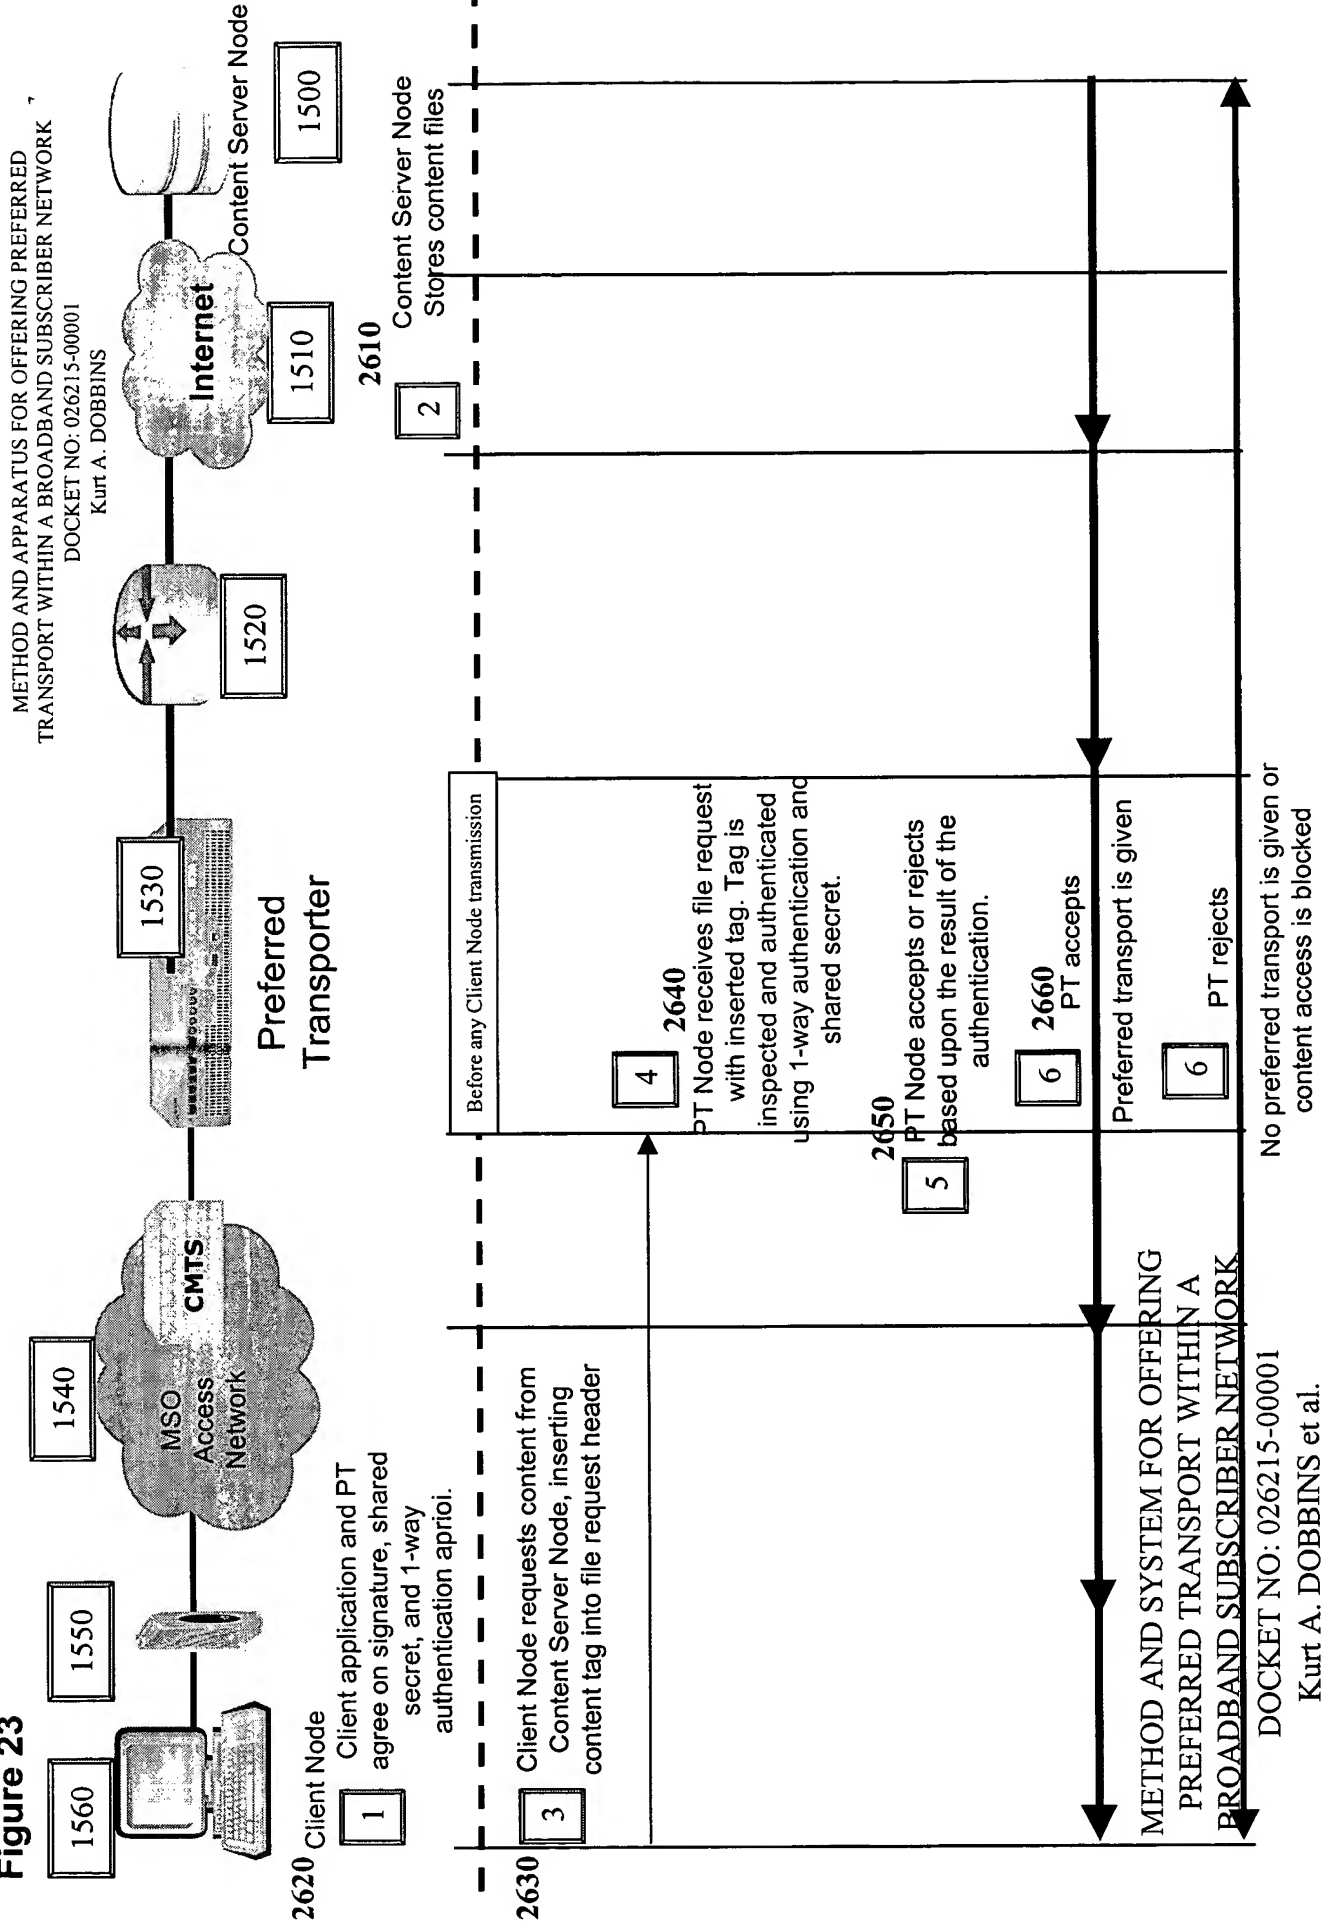 METHOD AND APPARATUS FOR OFFERING PREFERRED
TRANSPORT WITHIN A BROADBAND SUBSCRIBER NETWORK
DOCKET NO: 026215-00001
Kurt A. DOBBINS
Figure 23
1560
1550
1540
MSO
Access
Network
CMTS
1530
Preferred
Transporter
1520
Internet
1510
Content Server Node
1500
2620
Client Node
1
Client application and PT
agree on signature, shared
secret, and 1-way
authentication aprioi.
2610
2
Content Server Node
Stores content files
Before any Client Node transmission
2630
3
Client Node requests content from
Content Server Node, inserting
content tag into file request header
4
2640
PT Node receives file request
with inserted tag. Tag is
inspected and authenticated
using 1-way authentication and
shared secret.
2650
5
PT Node accepts or rejects
based upon the result of the
authentication.
6
2660
PT accepts
Preferred transport is given
6
PT rejects
No preferred transport is given or
content access is blocked
METHOD AND SYSTEM FOR OFFERING
PREFERRED TRANSPORT WITHIN A
BROADBAND SUBSCRIBER NETWORK
DOCKET NO: 026215-00001
Kurt A. DOBBINS et al.